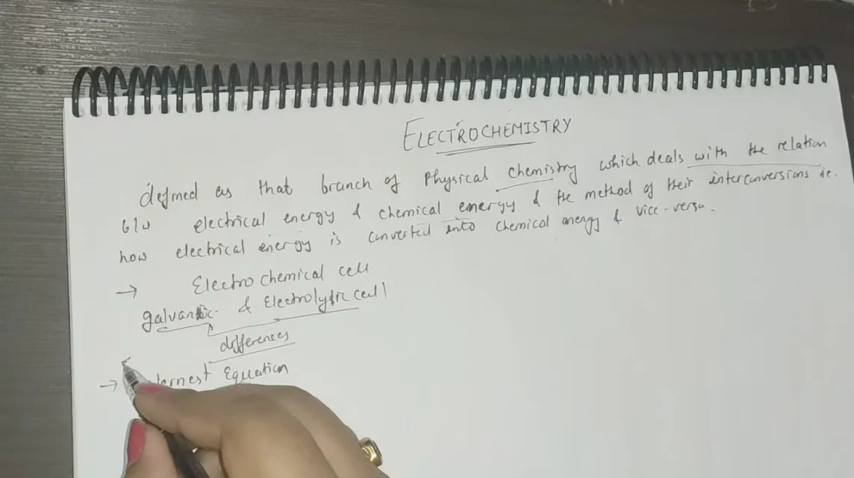 ELECTROCHEMISTRY
defined as that branch of Physical chemistry which deals with the relation
b/w electrical energy & chemical energy & the method of their interconversions i.e.
how electrical energy is converted into chemical energy & vice-versa.
→ Electrochemical cell
galvanic & Electrolytic cell
differences
→ Nernest Equation